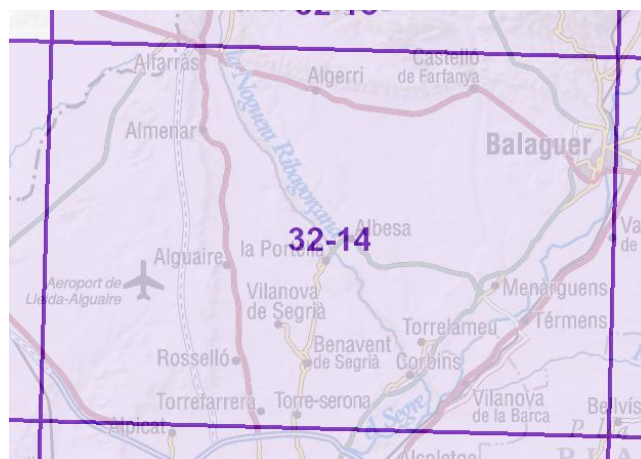 Alfarràs
Algerri
Castelló
de Farfanya
la Noguera Ribagorçana
Almenar
Balaguer
32-14
Albesa
la Portella
Alguaire
Aeroport de
Lleida-Alguaire
Vilanova
de Segrià
Menàrguens
Térmens
Torrelameu
Benavent
de Segrià
Corbins
Rosselló
Vilanova
de la Barca
Torrefarrera
Torre-serona
el Segre
Bellvís
Alpicat